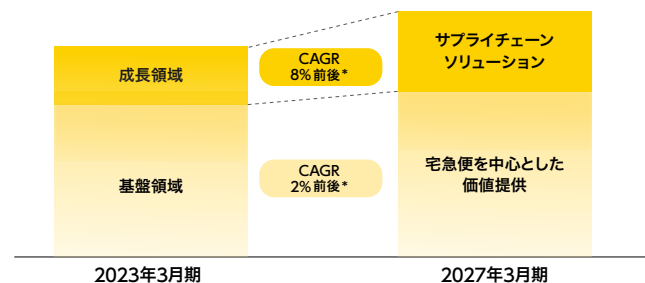 成長領域
CAGR
8%前後*
サプライチェーン
ソリューション
基盤領域
CAGR
2%前後*
宅急便を中心とした
価値提供
2023年3月期
2027年3月期